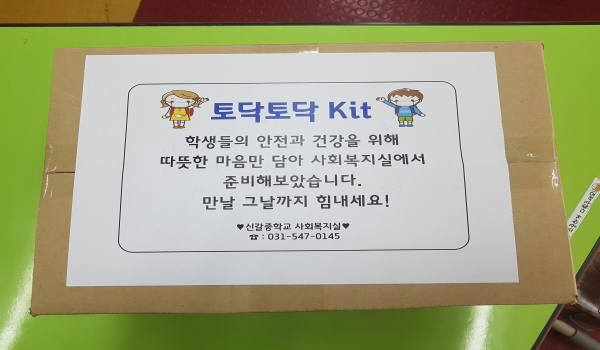 토닥토닥 Kit
학생들의 안전과 건강을 위해
따뜻한 마음만 담아 사회복지실에서
준비해보았습니다.
만날 그날까지 힘내세요!
♥신갈중학교 사회복지실♥
☎ : 031-547-0145